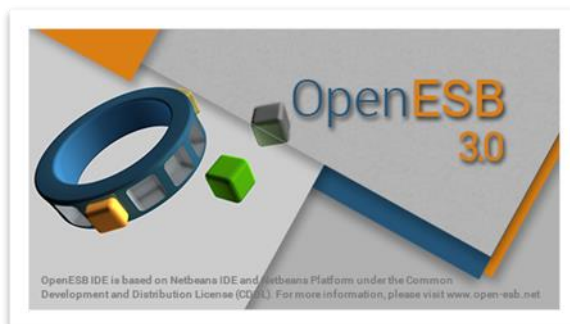 OpenESB
3.0
OpenESB IDE is based on Netbeans IDE and Netbeans Platform under the Common
Development and Distribution License (CDDL). For more information, please visit www.open-esb.net